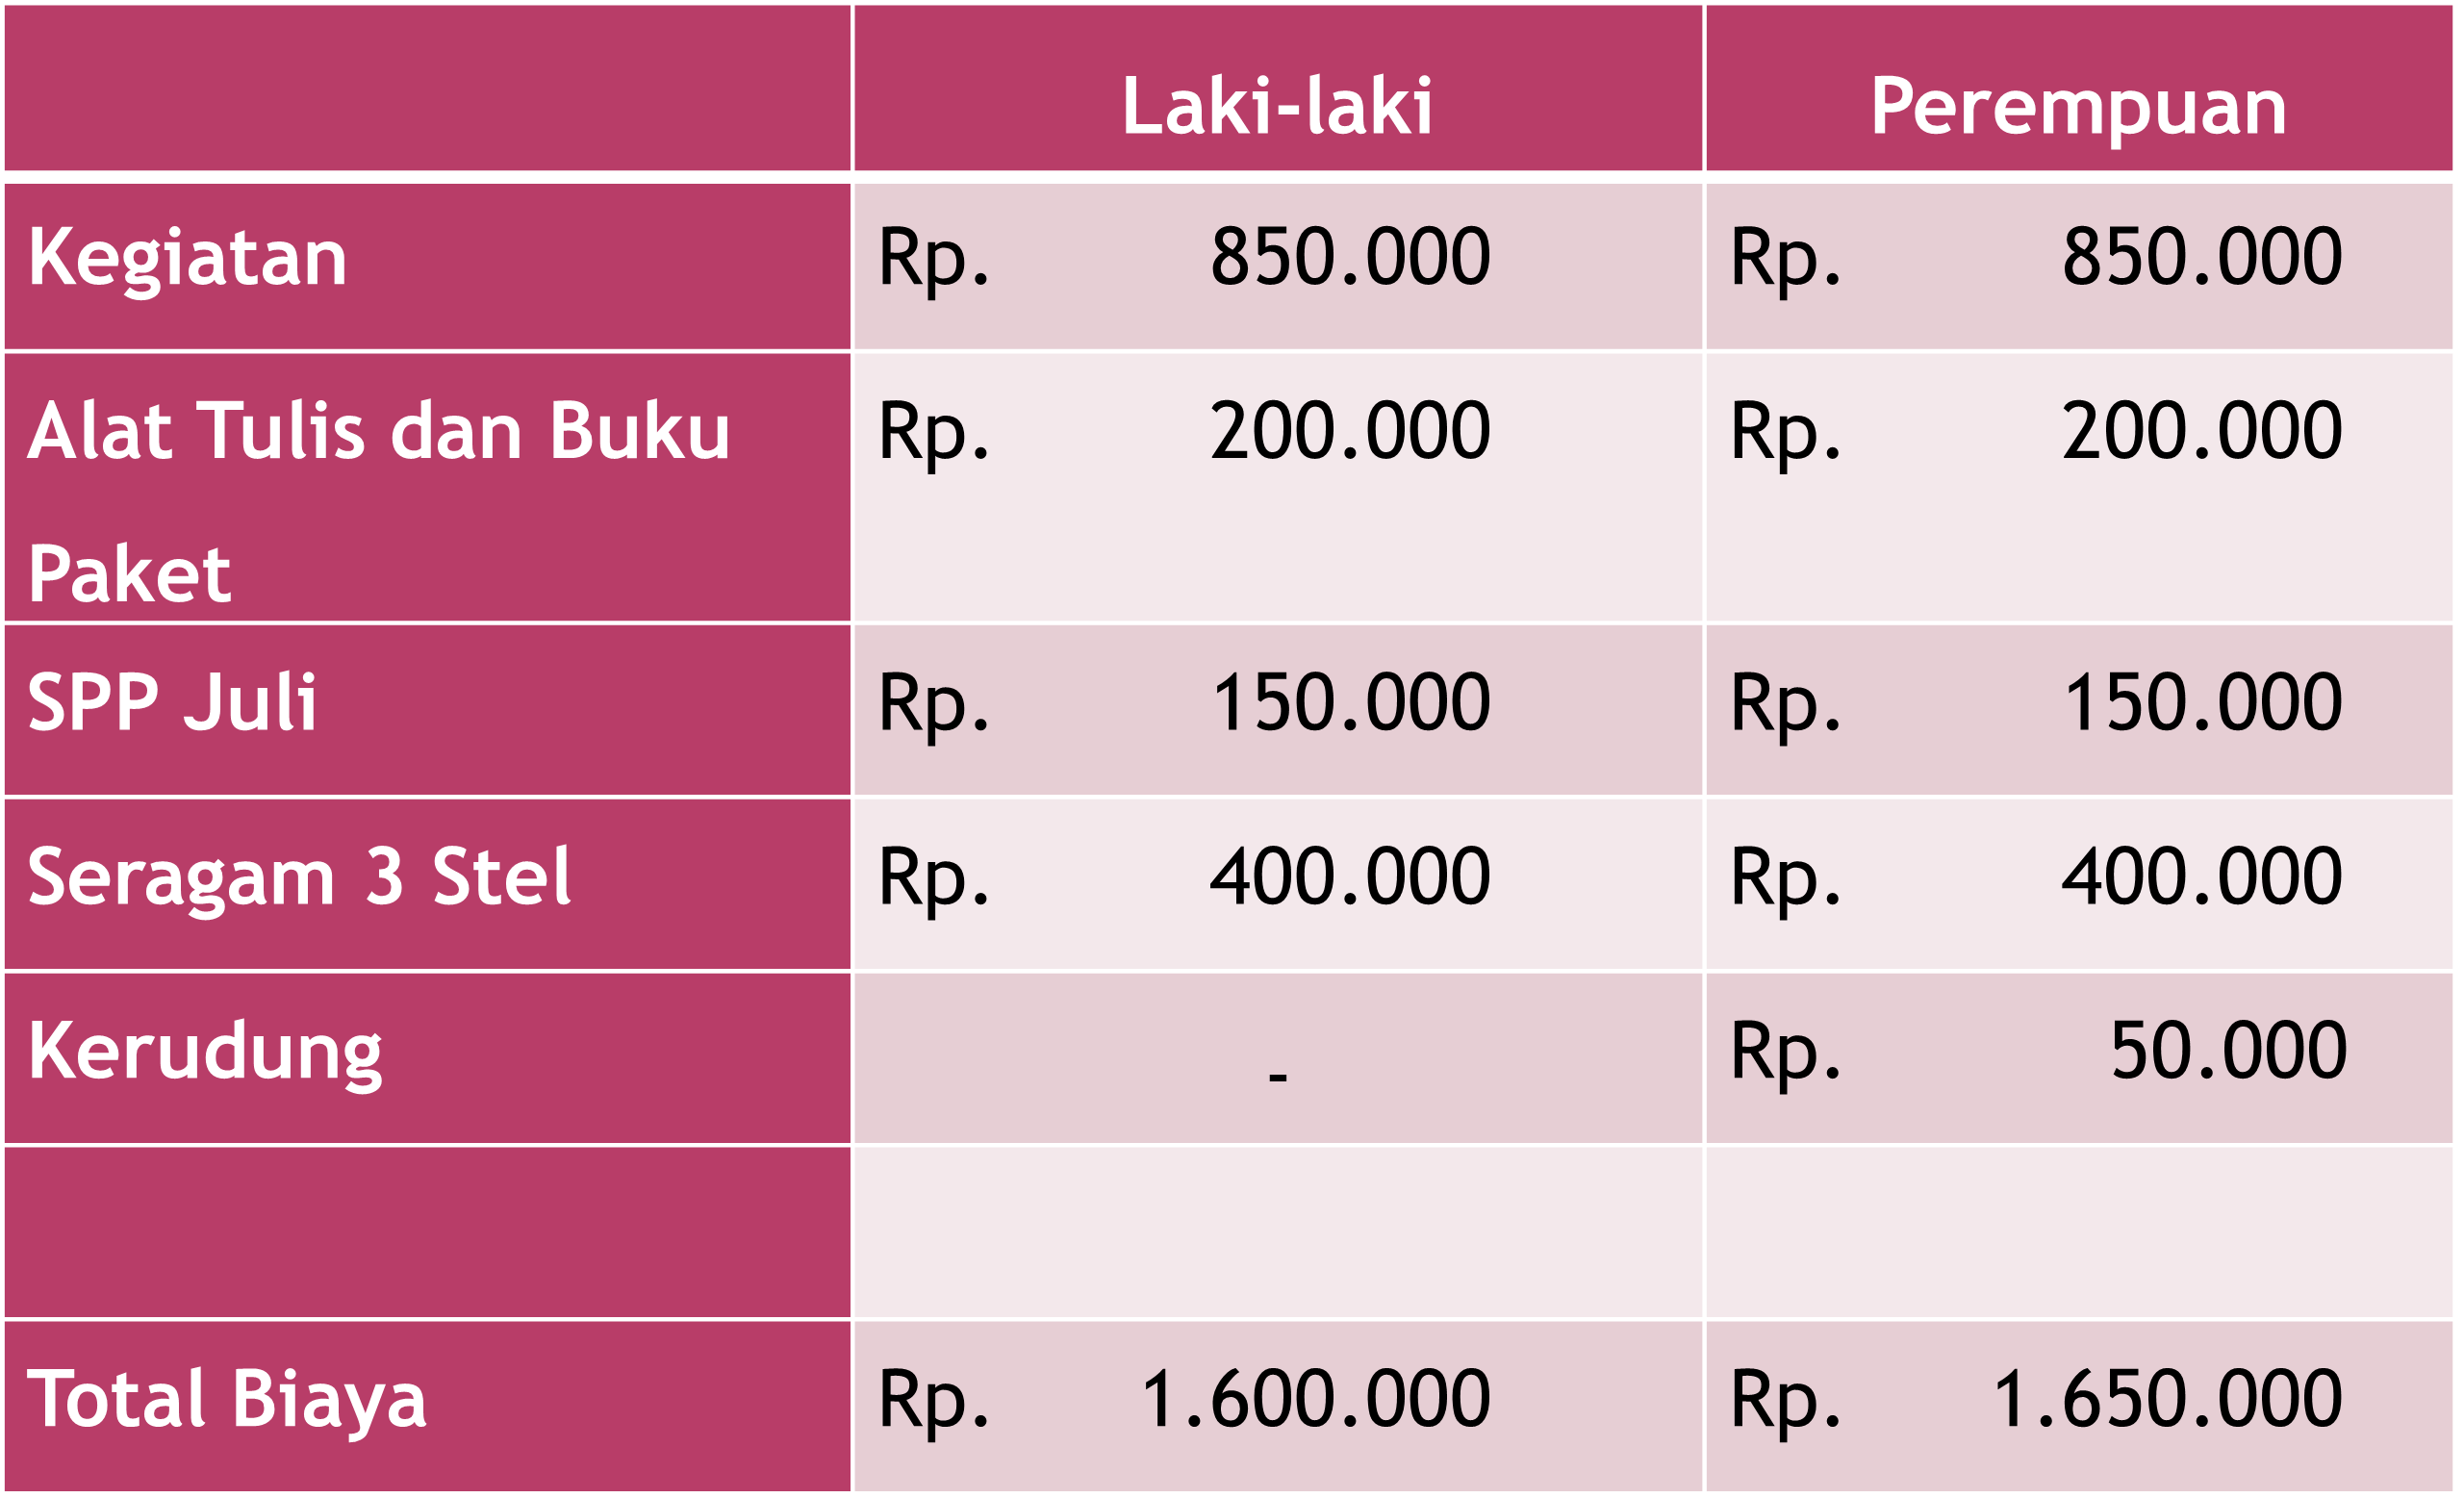 Laki-laki Perempuan
Kegiatan Rp. 850.000 Rp. 850.000
Alat Tulis dan Buku Rp. 200.000 Rp. 200.000
Paket
SPP Juli Rp. 150.000 Rp. 150.000
Seragam 3 Stel Rp. 400.000 Rp. 400.000
Kerudung - Rp. 50.000
Total Biaya Rp. 1.600.000 Rp. 1.650.000